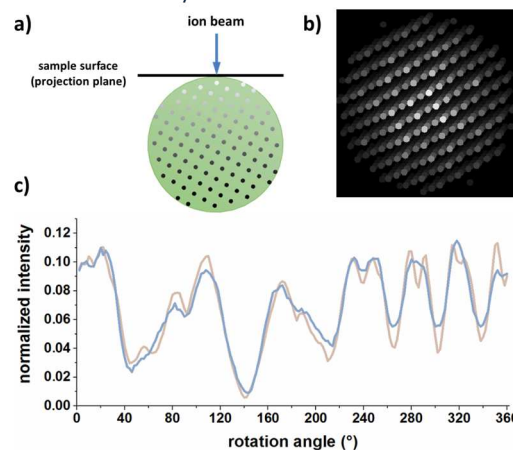 a)
ion beam
b)
sample surface
(projection plane)
c)
normalized intensity
0.12
0.10
0.08
0.06
0.04
0.02
0.00
0 40 80 120 160 200 240 280 320 360
rotation angle (°)